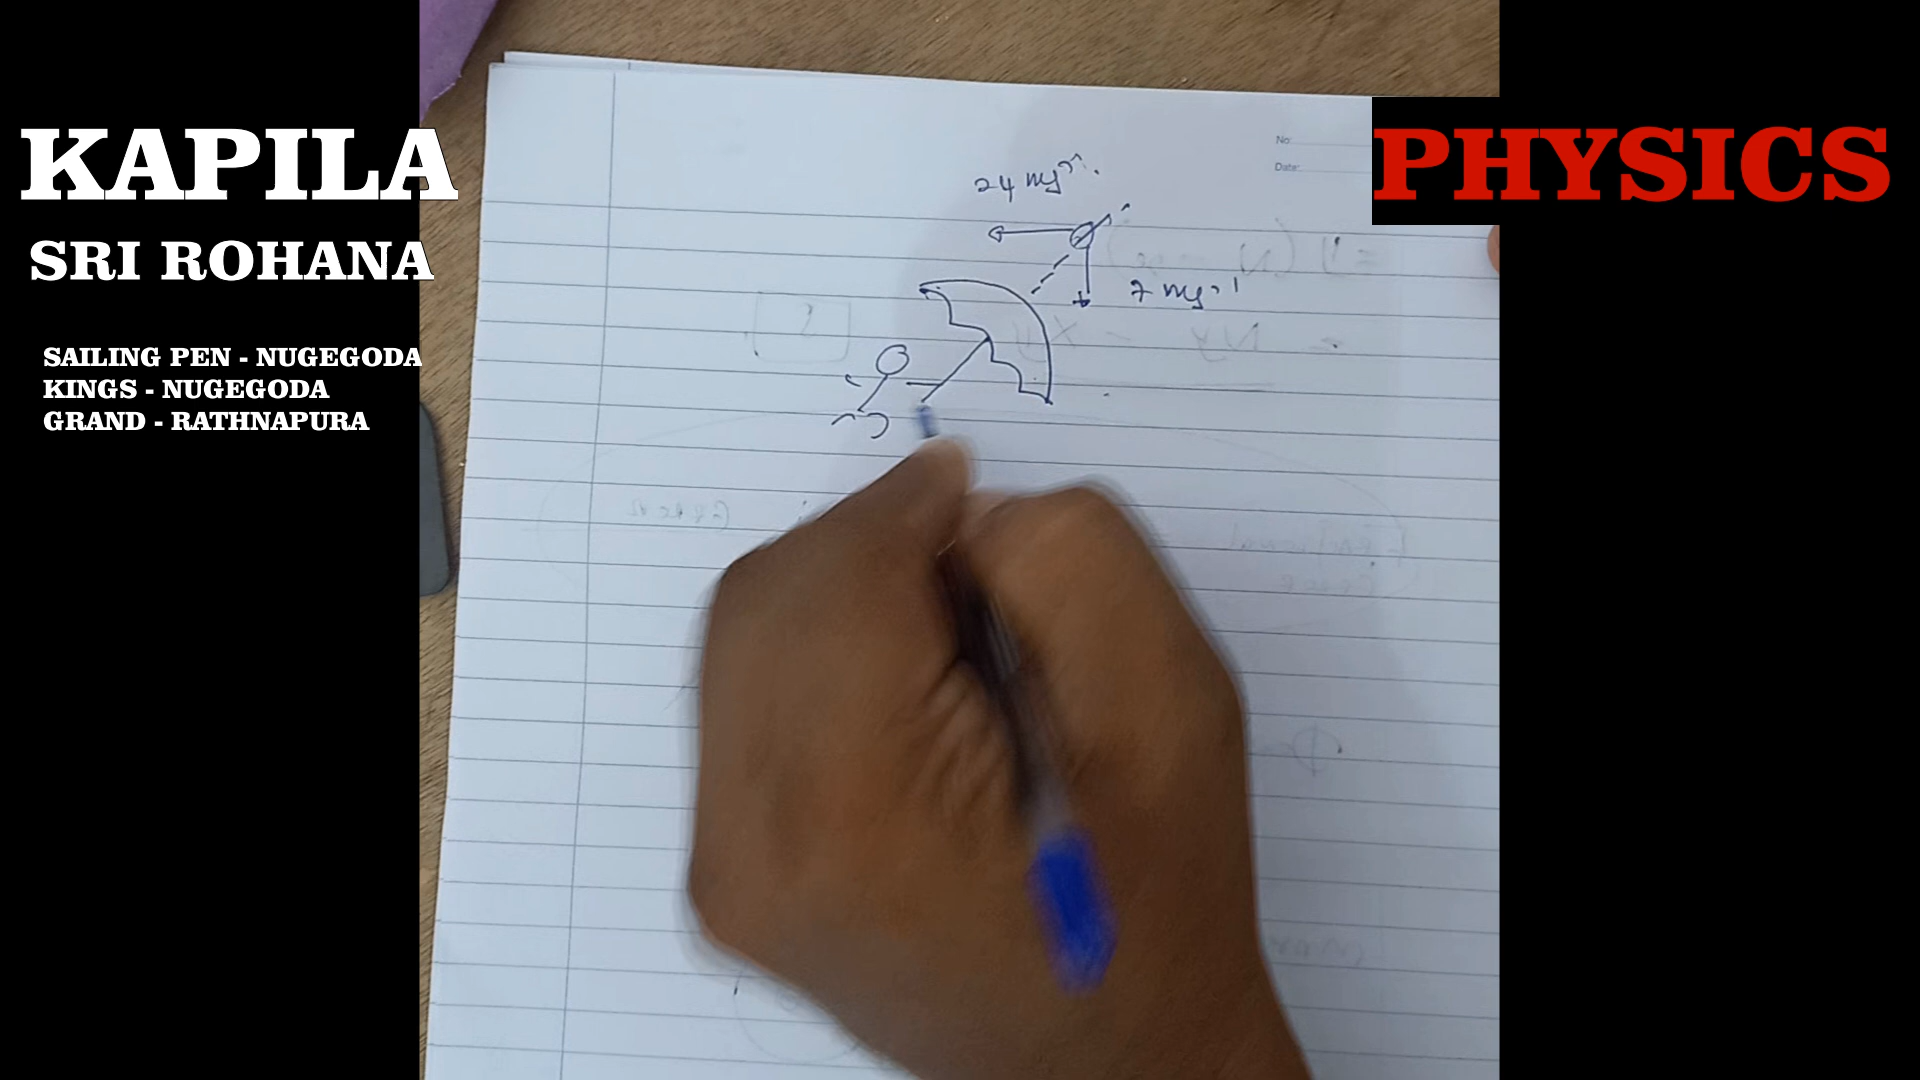 KAPILA
SRI ROHANA
SAILING PEN - NUGEGODA
KINGS - NUGEGODA
GRAND - RATHNAPURA
PHYSICS
No:
Date:
24 ms⁻¹
7 ms⁻¹